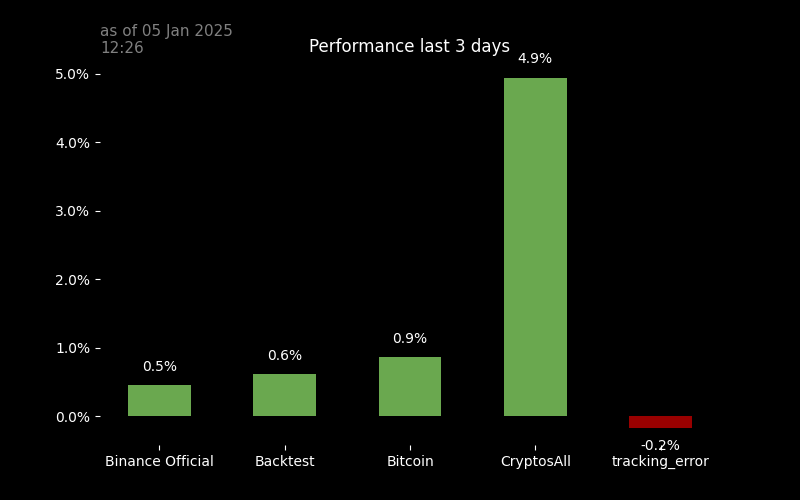 as of 05 Jan 2025
12:26
Performance last 3 days
5.0%
4.0%
3.0%
2.0%
1.0%
0.0%
0.5%
0.6%
0.9%
4.9%
-0.2%
Binance Official
Backtest
Bitcoin
CryptosAll
tracking_error